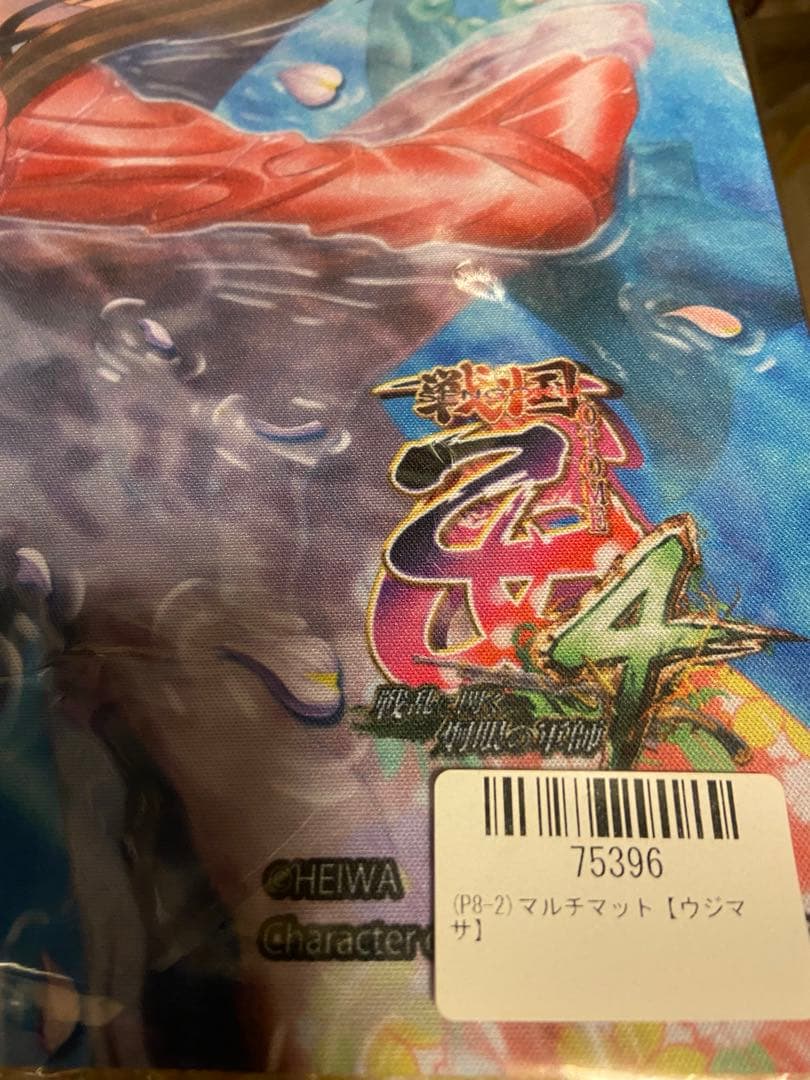 戦国
乙女
OTOME
4
戦乱に閃く
炯眼の軍師
©HEIWA
Character
75396
(P8-2)マルチマット【ウジマ
サ】